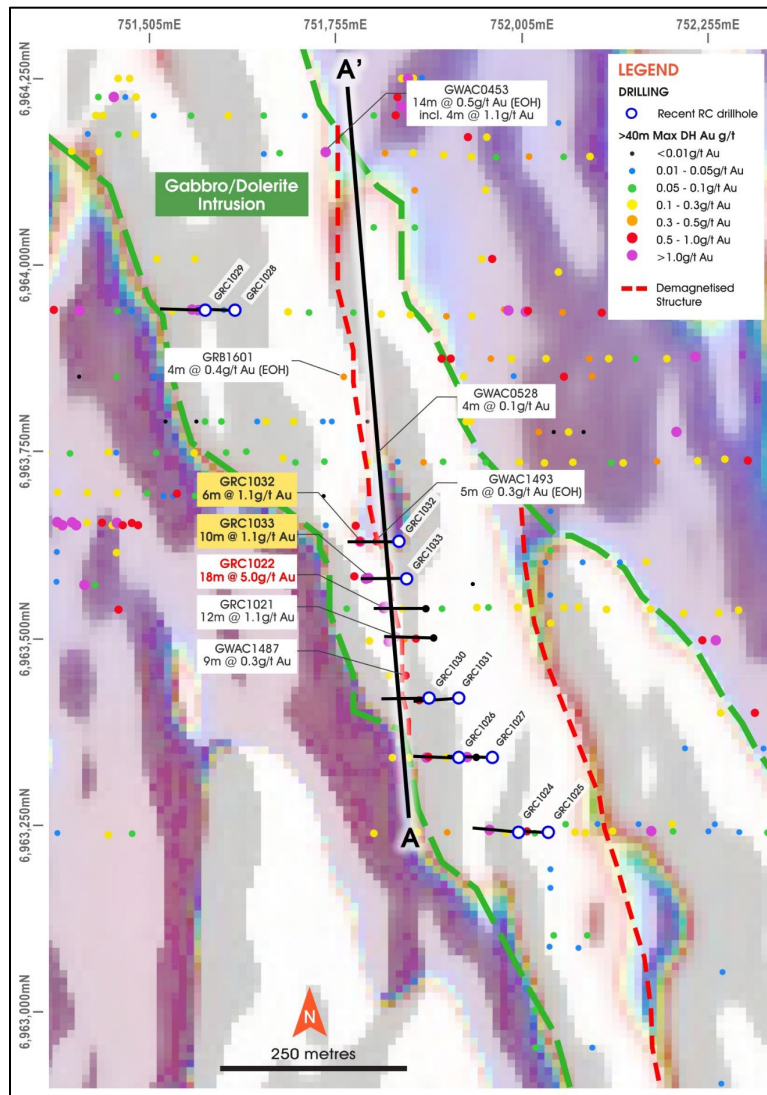 751,505mE
751,755mE
752,005mE
752,255mE
6,964,250mN
6,964,000mN
6,963,750mN
6,963,500mN
6,963,250mN
6,963,000mN
A'
GWAC0453
14m @ 0.5g/t Au (EOH)
incl. 4m @ 1.1g/t Au
LEGEND
DRILLING
Recent RC drillhole
>40m Max DH Au g/t
<0.01g/t Au
0.01 - 0.05g/t Au
0.05 - 0.1g/t Au
0.1 - 0.3g/t Au
0.3 - 0.5g/t Au
0.5 - 1.0g/t Au
>1.0g/t Au
Demagnetised
Structure
Gabbro/Dolerite
Intrusion
GRC1029
GRC1028
GRB1601
4m @ 0.4g/t Au (EOH)
GWAC0528
4m @ 0.1g/t Au
GWAC1493
5m @ 0.3g/t Au (EOH)
GRC1032
6m @ 1.1g/t Au
GRC1032
GRC1033
10m @ 1.1g/t Au
GRC1033
GRC1022
18m @ 5.0g/t Au
GRC1021
12m @ 1.1g/t Au
GWAC1487
9m @ 0.3g/t Au
GRC1030
GRC1031
GRC1026
GRC1027
GRC1024
GRC1025
A
N
250 metres